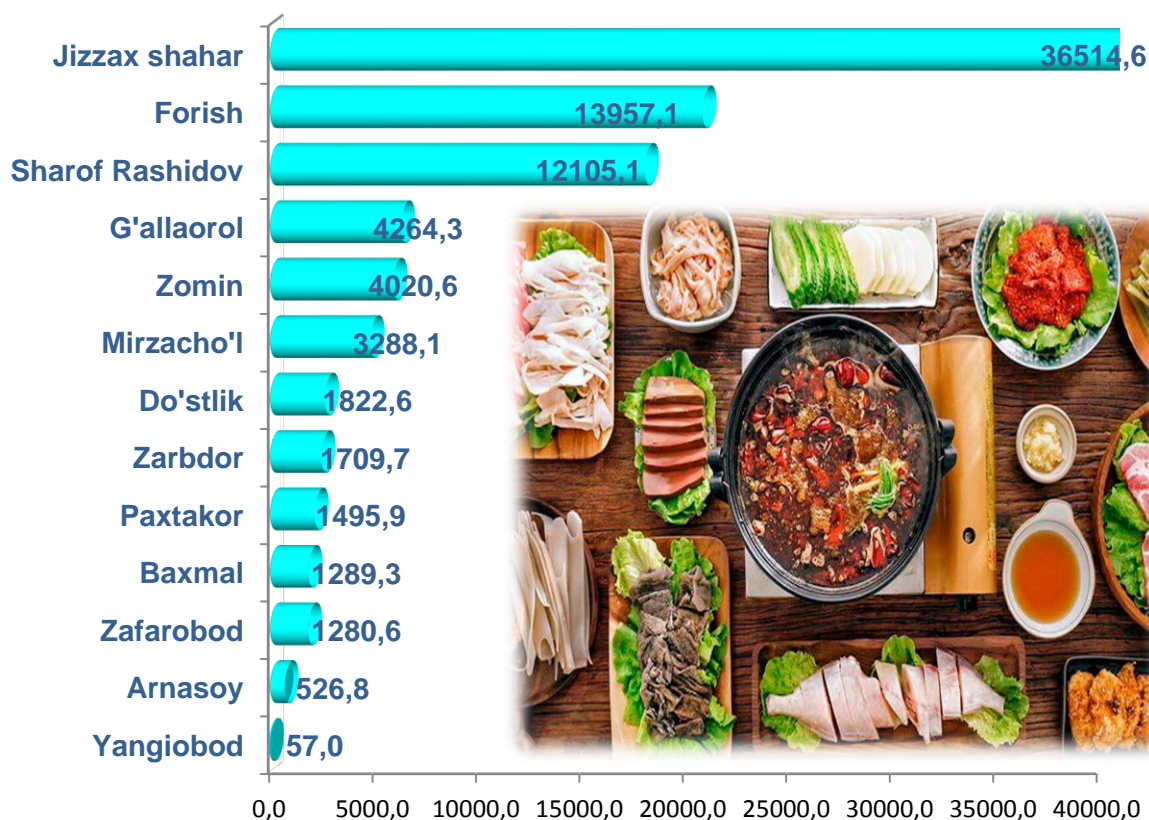 Jizzax shahar 36514,6
Forish 13957,1
Sharof Rashidov 12105,1
G'allaorol 4264,3
Zomin 4020,6
Mirzacho'l 3288,1
Do'stlik 1822,6
Zarbdor 1709,7
Paxtakor 1495,9
Baxmal 1289,3
Zafarobod 1280,6
Arnasoy 526,8
Yangiobod 57,0
0,0 5000,0 10000,0 15000,0 20000,0 25000,0 30000,0 35000,0 40000,0